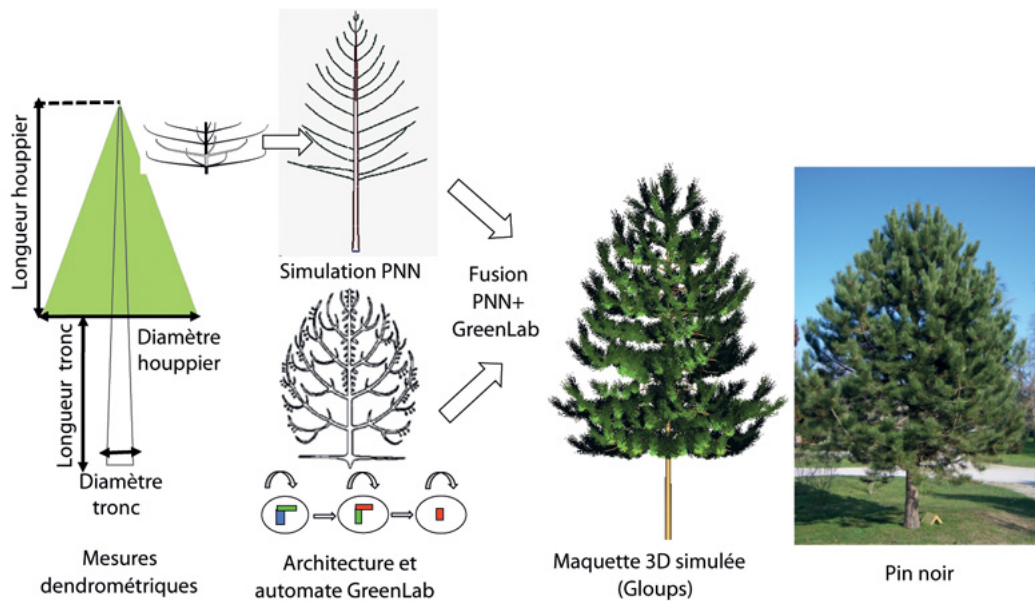 Longueur houppier
Longueur tronc
Diamètre
houppier
Diamètre
tronc
Mesures
dendrométriques
Simulation PNN
Architecture et
automate GreenLab
Fusion
PNN+
GreenLab
Maquette 3D simulée
(Gloups)
Pin noir